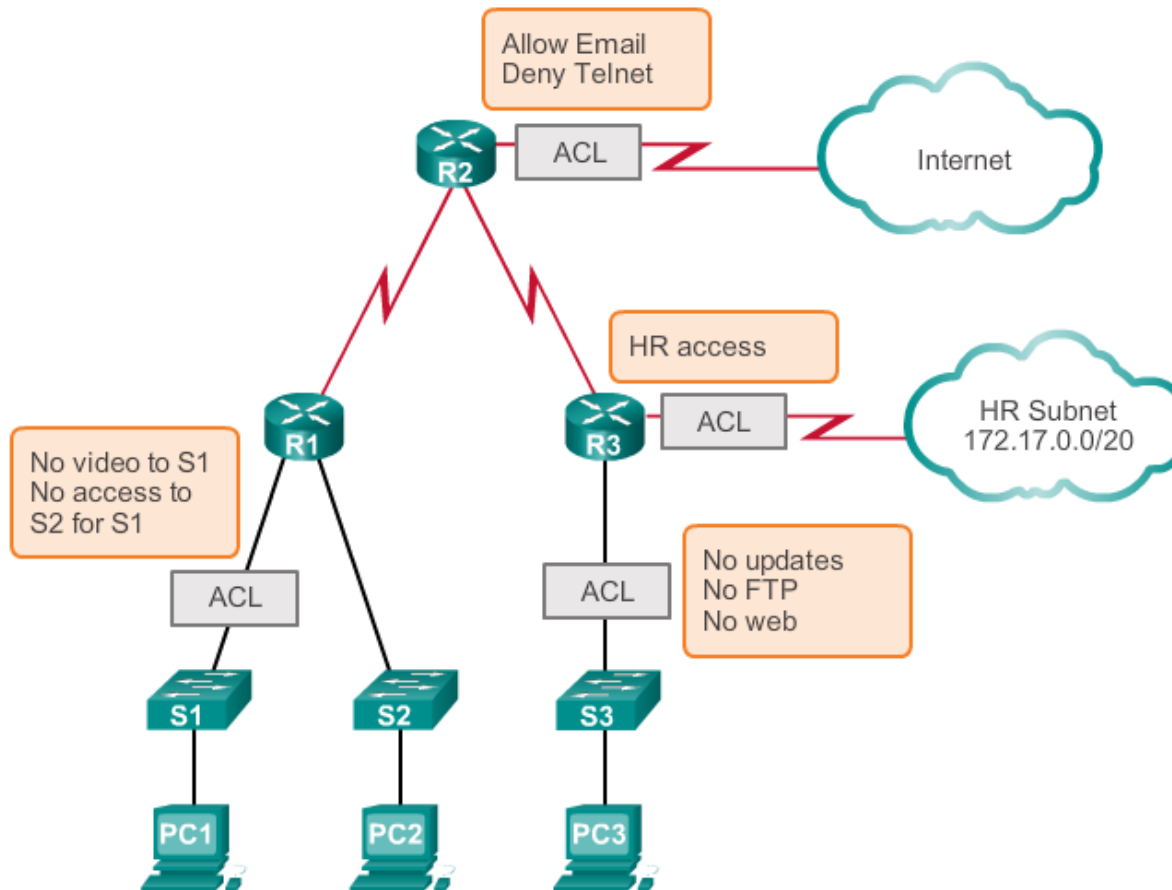 Allow Email
Deny Telnet
ACL
R2
Internet
HR access
ACL
R1
R3
HR Subnet
172.17.0.0/20
No video to S1
No access to
S2 for S1
ACL
ACL
No updates
No FTP
No web
S1
S2
S3
PC1
PC2
PC3